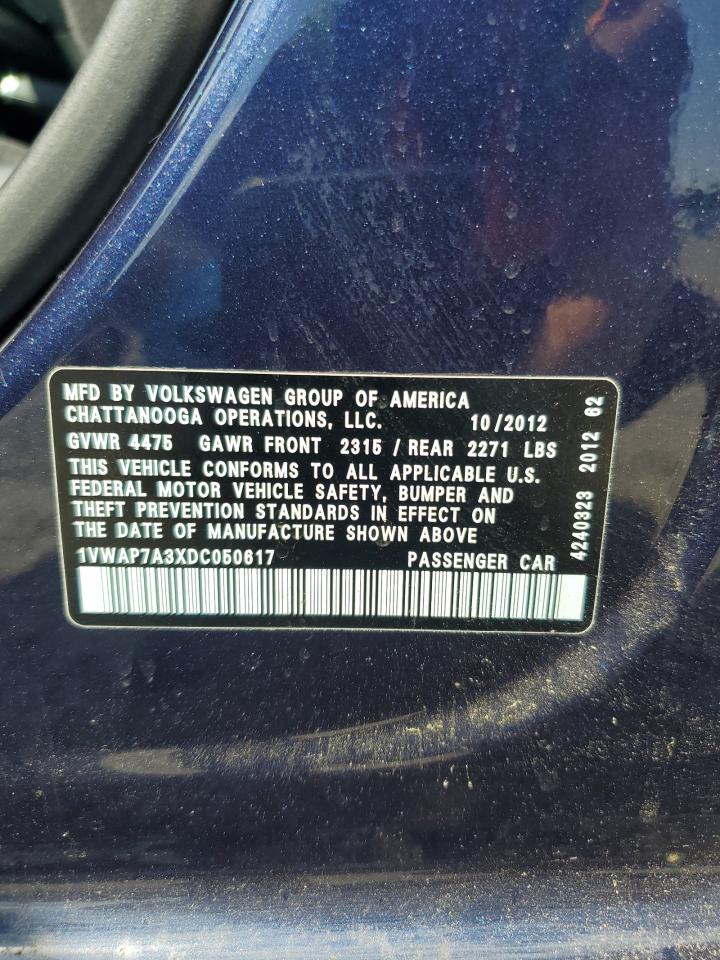 MFD BY VOLKSWAGEN GROUP OF AMERICA
CHATTANOOGA OPERATIONS, LLC. 10/2012
GVWR 4475 GAWR FRONT 2315 / REAR 2271 LBS
THIS VEHICLE CONFORMS TO ALL APPLICABLE U.S.
FEDERAL MOTOR VEHICLE SAFETY, BUMPER AND
THEFT PREVENTION STANDARDS IN EFFECT ON
THE DATE OF MANUFACTURE SHOWN ABOVE
1VWAP7A3XDC050617 PASSENGER CAR
4240323 2012 62